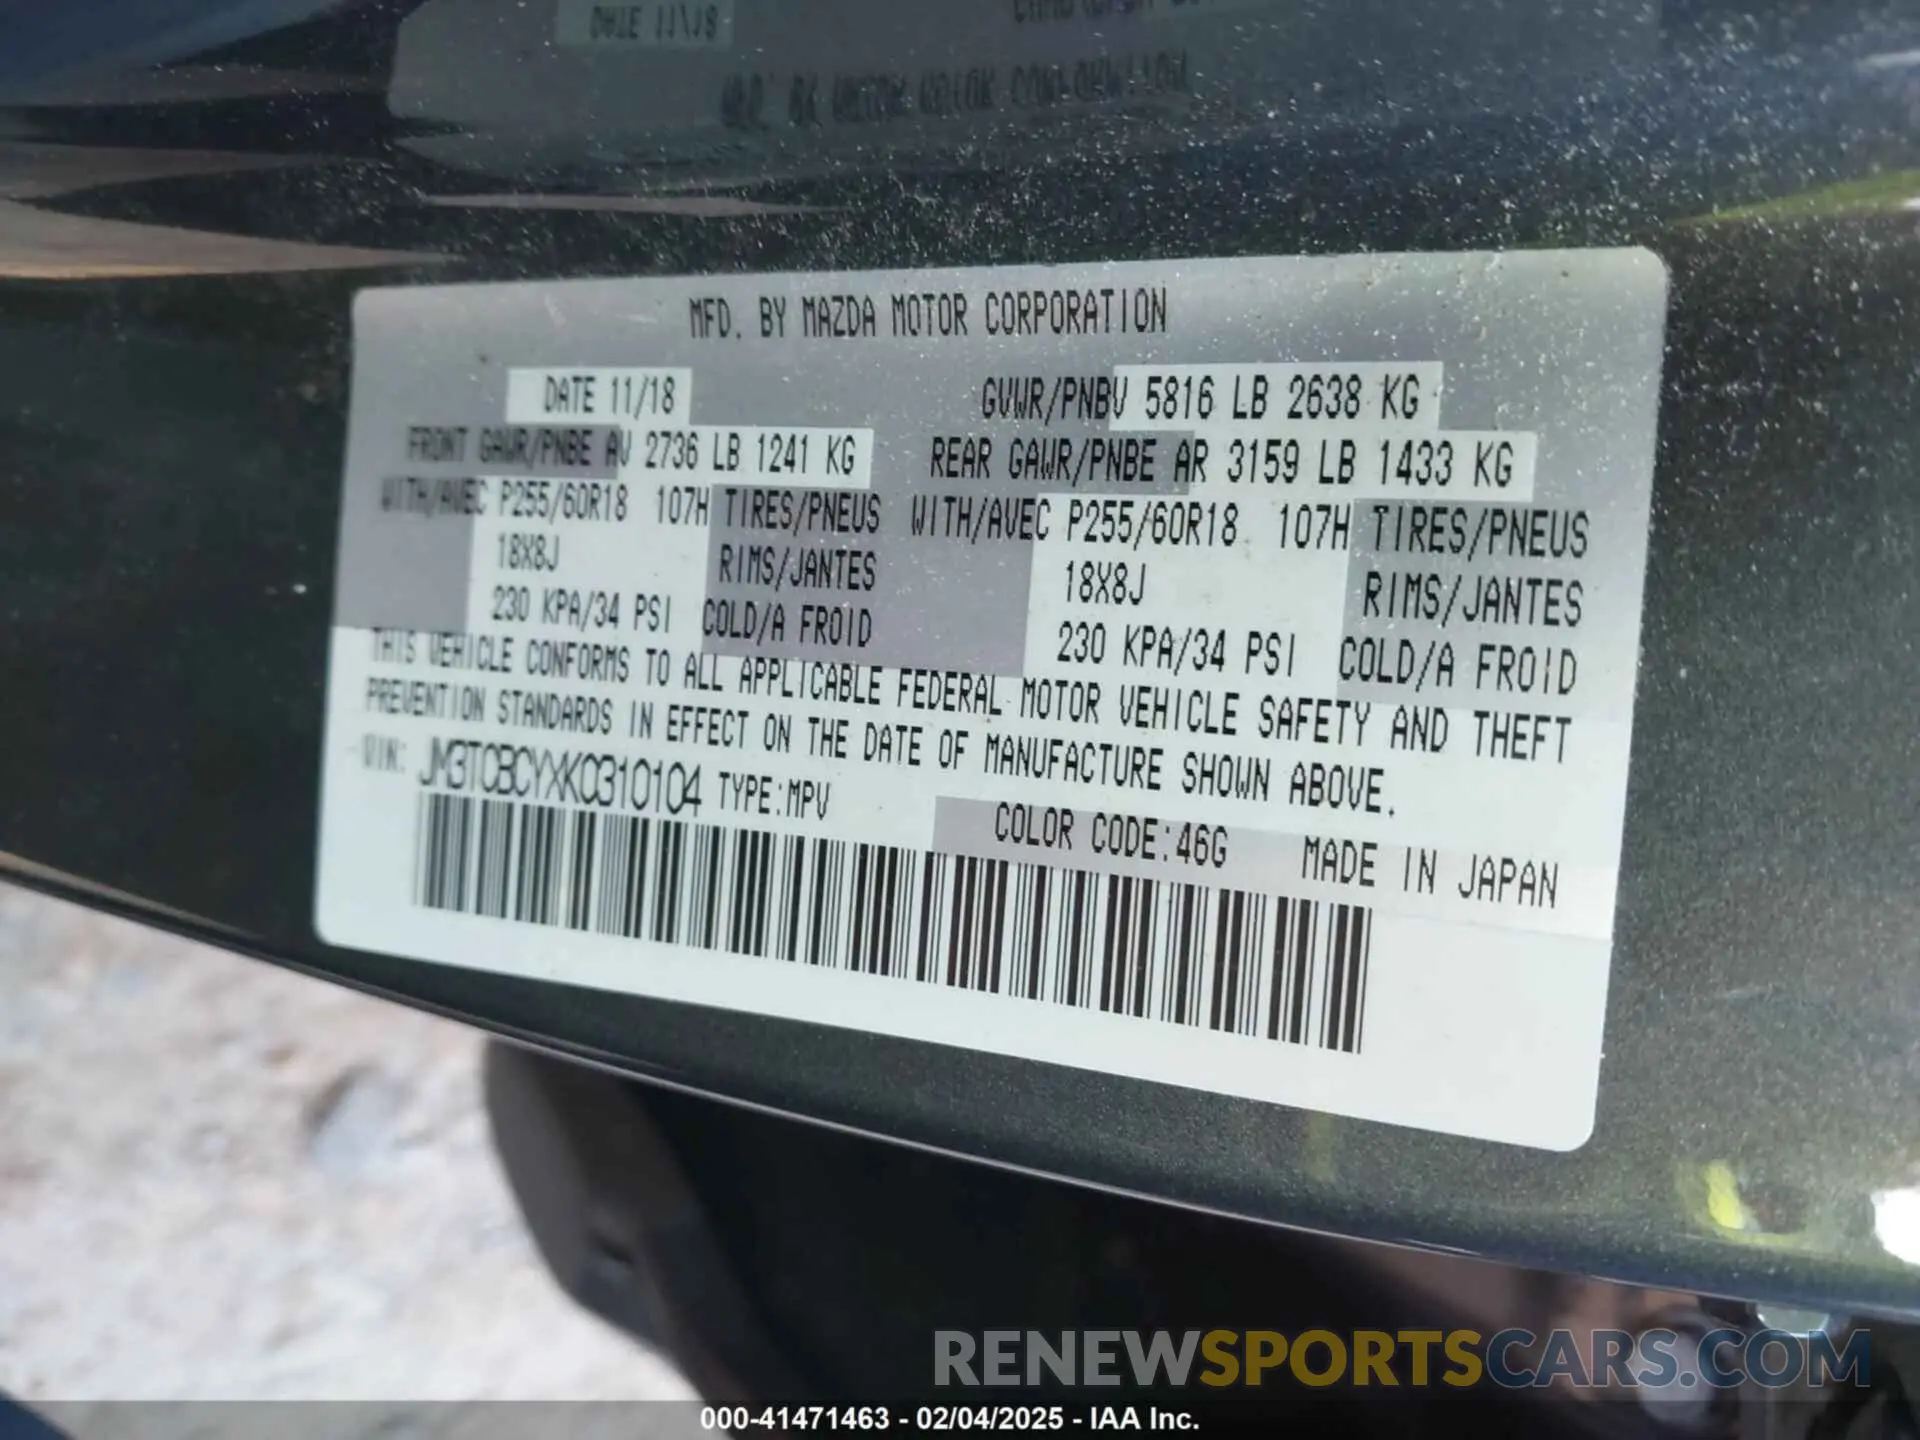 DATE 11/18
MFD. BY MAZDA MOTOR CORPORATION
MFD. BY MAZDA MOTOR CORPORATION
DATE 11/18 GVWR/PNBV 5816 LB 2638 KG
FRONT GAWR/PNBE AV 2736 LB 1241 KG REAR GAWR/PNBE AR 3159 LB 1433 KG
WITH/AVEC P255/60R18 107H TIRES/PNEUS WITH/AVEC P255/60R18 107H TIRES/PNEUS
18X8J RIMS/JANTES 18X8J RIMS/JANTES
230 KPA/34 PSI COLD/A FROID 230 KPA/34 PSI COLD/A FROID
THIS VEHICLE CONFORMS TO ALL APPLICABLE FEDERAL MOTOR VEHICLE SAFETY AND THEFT
PREVENTION STANDARDS IN EFFECT ON THE DATE OF MANUFACTURE SHOWN ABOVE.
VIN: JM3TCBCYXK0310104 TYPE:MPV
COLOR CODE:46G MADE IN JAPAN
RENEWSPORTSCARS.COM
000-41471463 - 02/04/2025 - IAA Inc.